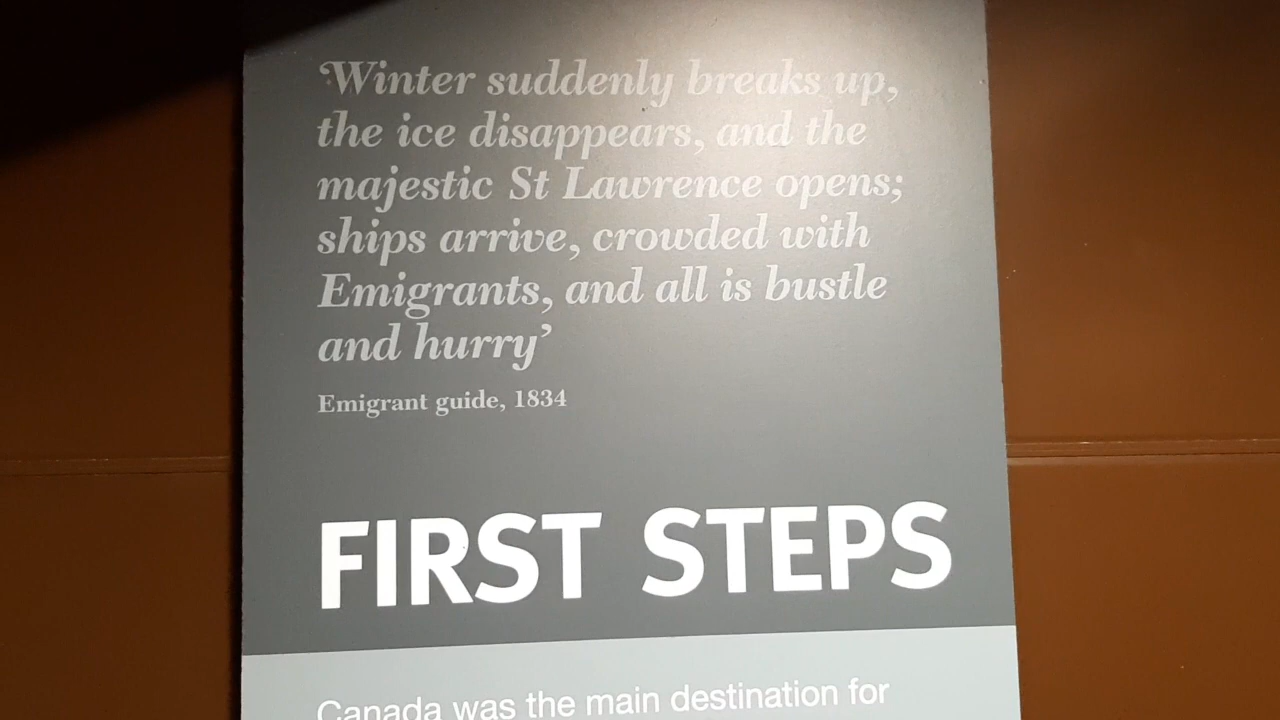 ‘Winter suddenly breaks up,
the ice disappears, and the
majestic St Lawrence opens;
ships arrive, crowded with
Emigrants, and all is bustle
and hurry’
Emigrant guide, 1834
FIRST STEPS
Canada was the main destination for